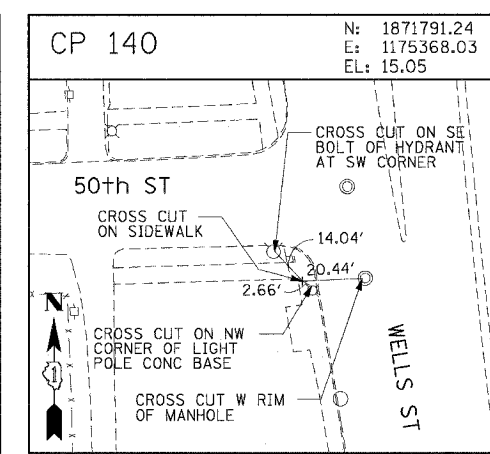 CP 140
N: 1871791.24
E: 1175368.03
EL: 15.05
CROSS CUT ON SE
BOLT OF HYDRANT
AT SW CORNER
50th ST
CROSS CUT
ON SIDEWALK
14.04'
20.44'
2.66'
N
1
CROSS CUT ON NW
CORNER OF LIGHT
POLE CONC BASE
CROSS CUT W RIM
OF MANHOLE
WELLS ST